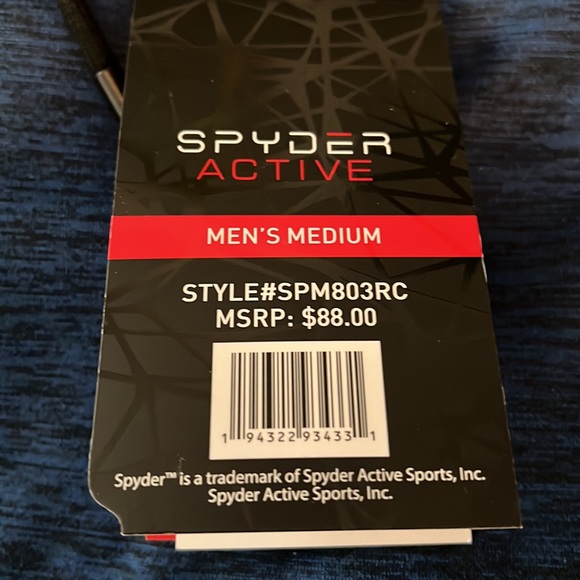 SPYDER
ACTIVE
MEN'S MEDIUM
STYLE#SPM803RC
MSRP: $88.00
1 94322 93433 1
Spyder™ is a trademark of Spyder Active Sports, Inc.
Spyder Active Sports, Inc.